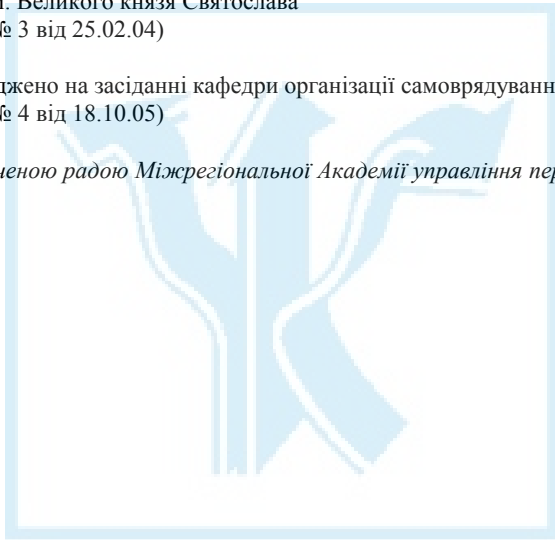 м. Великого князя Святослава
№ 3 від 25.02.04)
джено на засіданні кафедри організації самоврядуванн
№ 4 від 18.10.05)
ченою радою Міжрегіональної Академії управління пер